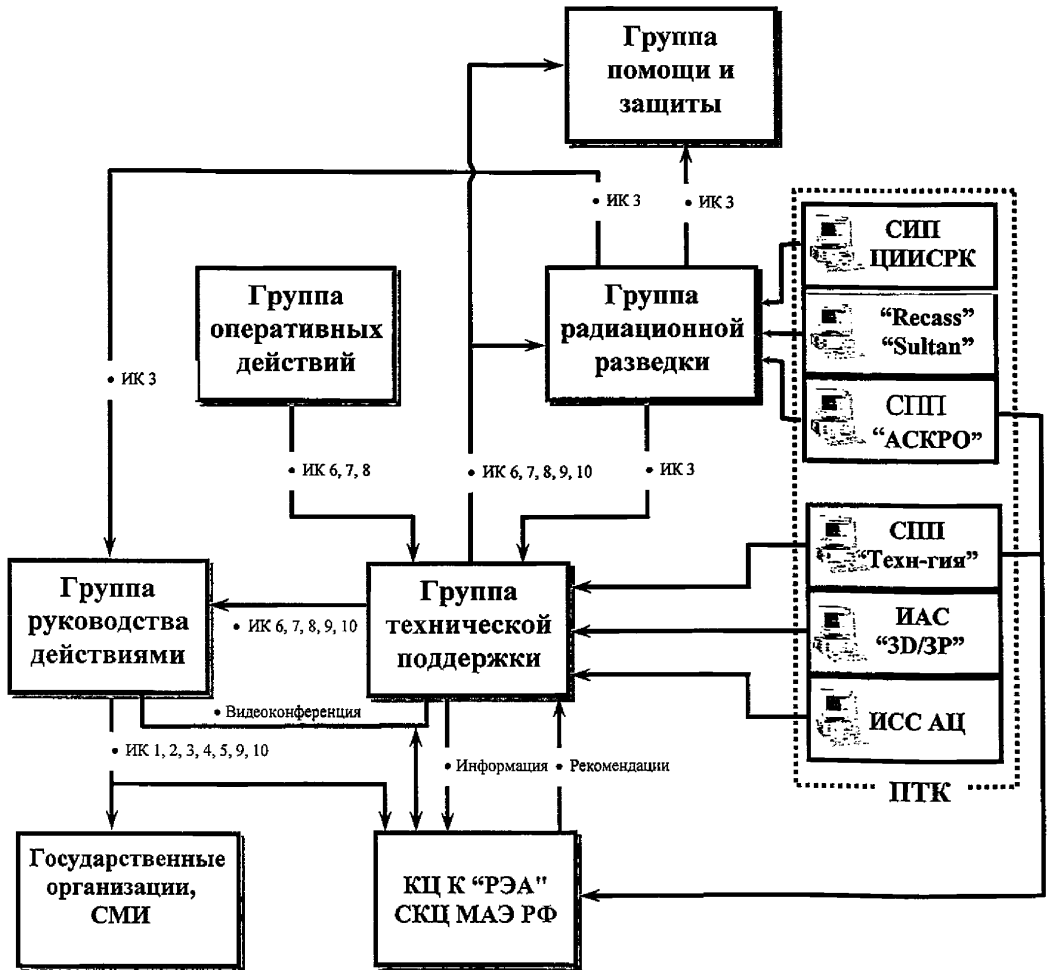 Группа
помощи и
защиты
• ИК 3
• ИК 3
СИП
ЦИИСРК
Группа
оперативных
действий
Группа
радиационной
разведки
“Recass”
“Sultan”
• ИК 3
СПП
“АСКРО”
• ИК 6, 7, 8
• ИК 6, 7, 8, 9, 10
• ИК 3
СПП
“Техн-гия”
Группа
руководства
действиями
• ИК 6, 7, 8, 9, 10
Группа
технической
поддержки
ИАС
“3D/ЗР”
ИСС АЦ
• Видеоконференция
• ИК 1, 2, 3, 4, 5, 9, 10
• Информация
• Рекомендации
ПТК
Государственные
организации,
СМИ
КЦ К “РЭА"
СКЦ МАЭ РФ